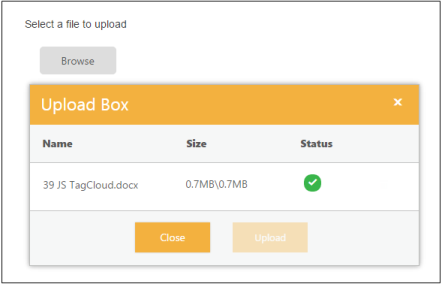 Select a file to upload
Browse
Upload Box ×
Name Size Status
39 JS TagCloud.docx 0.7MB\0.7MB
Close Upload